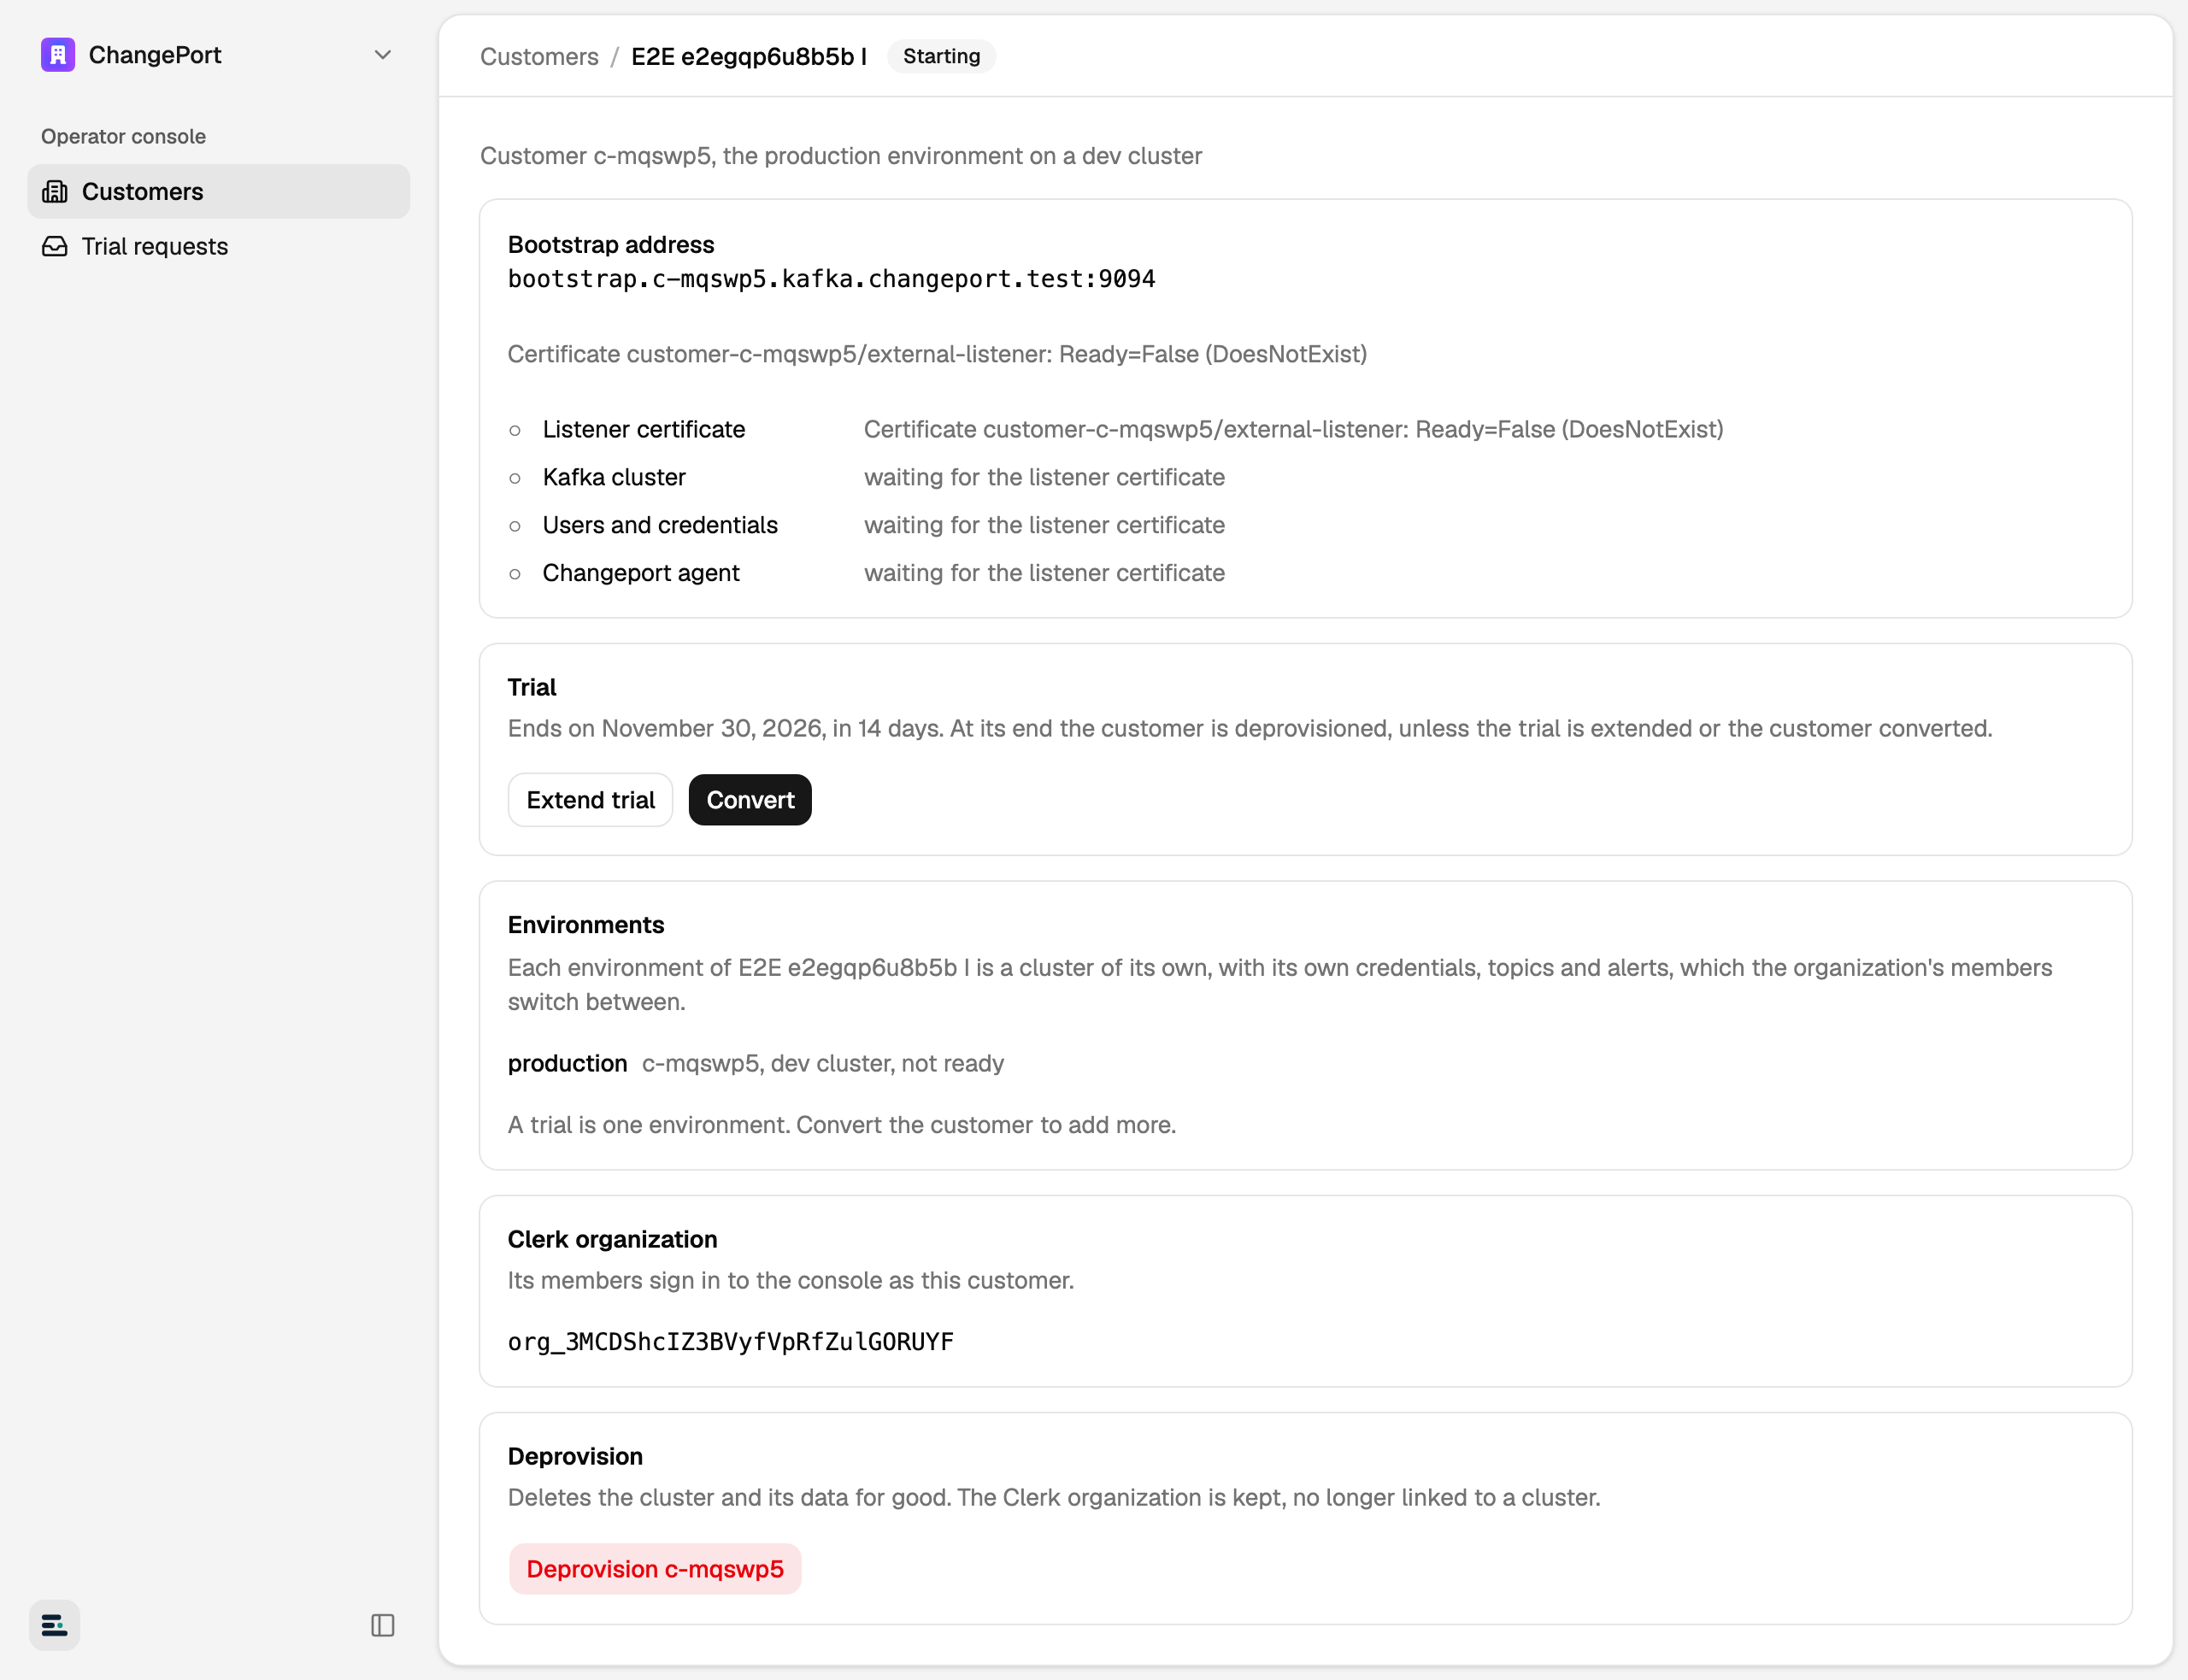 ChangePort
Operator console
Customers
Trial requests
Customers / E2E e2egqp6u8b5b I Starting
Customer c-mqswp5, the production environment on a dev cluster
Bootstrap address
bootstrap.c-mqswp5.kafka.changeport.test:9094
Certificate customer-c-mqswp5/external-listener: Ready=False (DoesNotExist)
Listener certificate Certificate customer-c-mqswp5/external-listener: Ready=False (DoesNotExist)
Kafka cluster waiting for the listener certificate
Users and credentials waiting for the listener certificate
Changeport agent waiting for the listener certificate
Trial
Ends on November 30, 2026, in 14 days. At its end the customer is deprovisioned, unless the trial is extended or the customer converted.
Extend trial Convert
Environments
Each environment of E2E e2egqp6u8b5b I is a cluster of its own, with its own credentials, topics and alerts, which the organization's members
switch between.
production c-mqswp5, dev cluster, not ready
A trial is one environment. Convert the customer to add more.
Clerk organization
Its members sign in to the console as this customer.
org_3MCDShcIZ3BVyfVpRfZulGORUYF
Deprovision
Deletes the cluster and its data for good. The Clerk organization is kept, no longer linked to a cluster.
Deprovision c-mqswp5